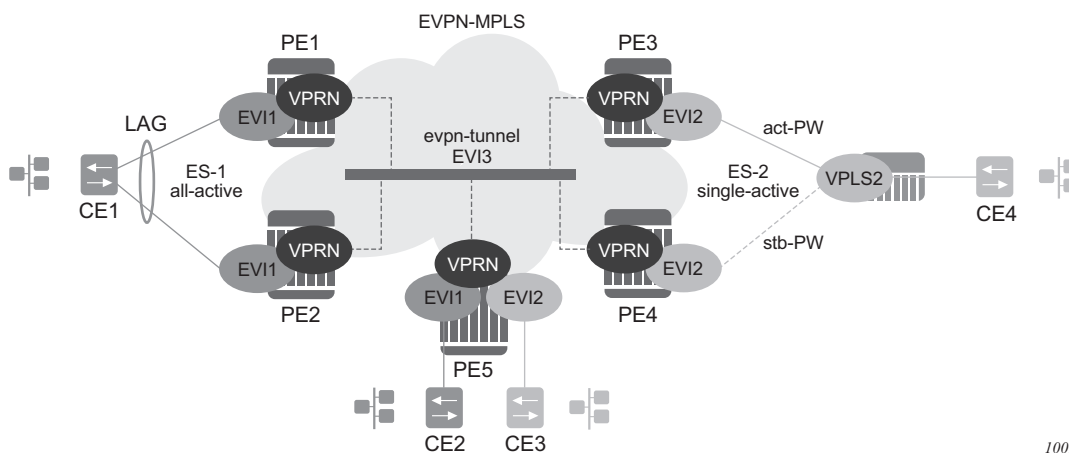 EVPN-MPLS
PE1
PE3
VPRN
VPRN
EVI1
EVI2
LAG
evpn-tunnel
EVI3
act-PW
ES-1
all-active
ES-2
single-active
VPLS2
CE1
CE4
stb-PW
VPRN
VPRN
EVI1
EVI2
VPRN
EVI1
EVI2
PE2
PE4
PE5
CE2
CE3
100